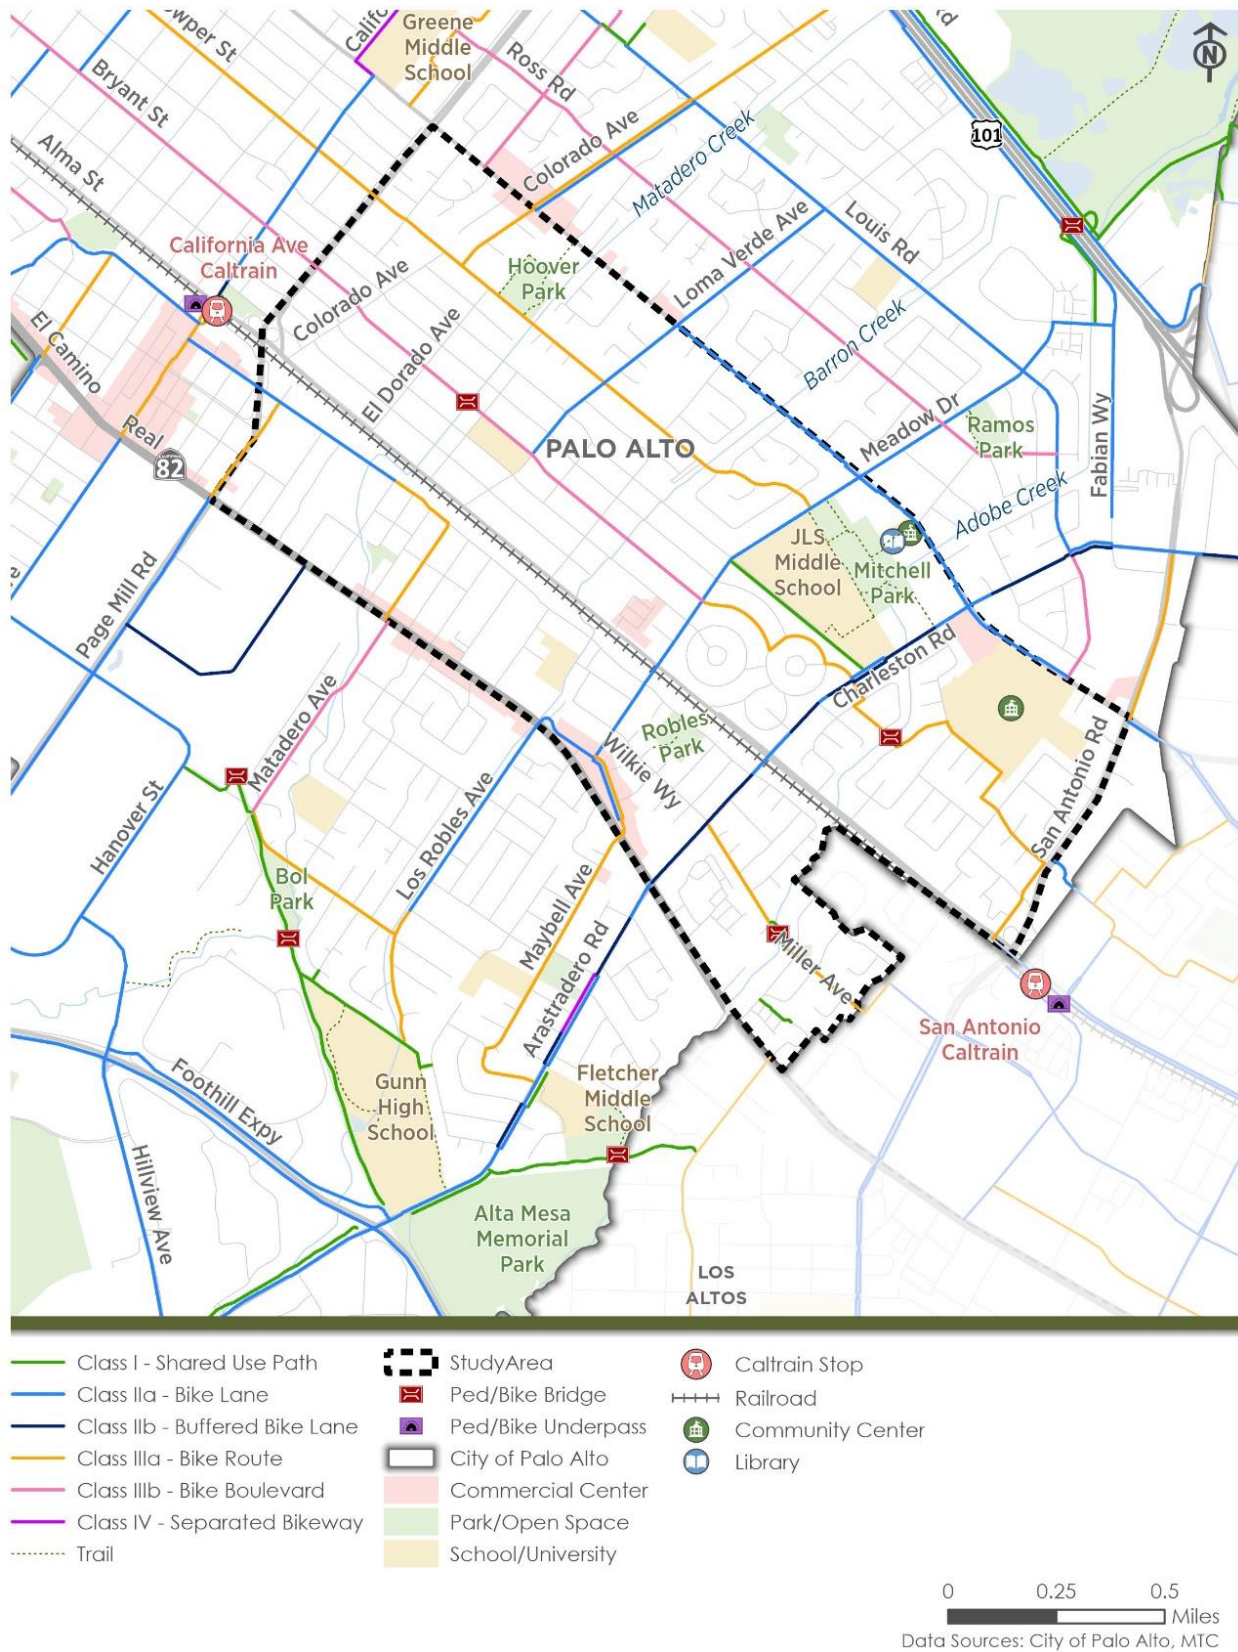 Greene
Middle
School
Califo
wper St
Bryant St
Ross Rd
Rd
N
101
Alma St
Colorado Ave
Matadero Creek
California Ave
Caltrain
Louis Rd
Loma Verde Ave
Hoover
Park
Colorado Ave
El Camino
Real
82
El Dorado Ave
Barron Creek
PALO ALTO
Meadow Dr
Ramos
Park
Fabian Wy
Adobe Creek
JLS
Middle
School
Mitchell
Park
Page Mill Rd
Charleston Rd
Matadero Ave
Robles
Park
Wilkie Wy
San Antonio Rd
Hanover St
Los Robles Ave
Bol
Park
Maybell Ave
Arastradero Rd
Miller Ave
San Antonio
Caltrain
Foothill Expy
Gunn
High
School
Fletcher
Middle
School
Hillview Ave
Alta Mesa
Memorial
Park
LOS
ALTOS
Class I - Shared Use Path
Class IIa - Bike Lane
Class IIb - Buffered Bike Lane
Class IIIa - Bike Route
Class IIIb - Bike Boulevard
Class IV - Separated Bikeway
Trail
StudyArea
Ped/Bike Bridge
Ped/Bike Underpass
City of Palo Alto
Commercial Center
Park/Open Space
School/University
Caltrain Stop
Railroad
Community Center
Library
0 0.25 0.5
Miles
Data Sources: City of Palo Alto, MTC